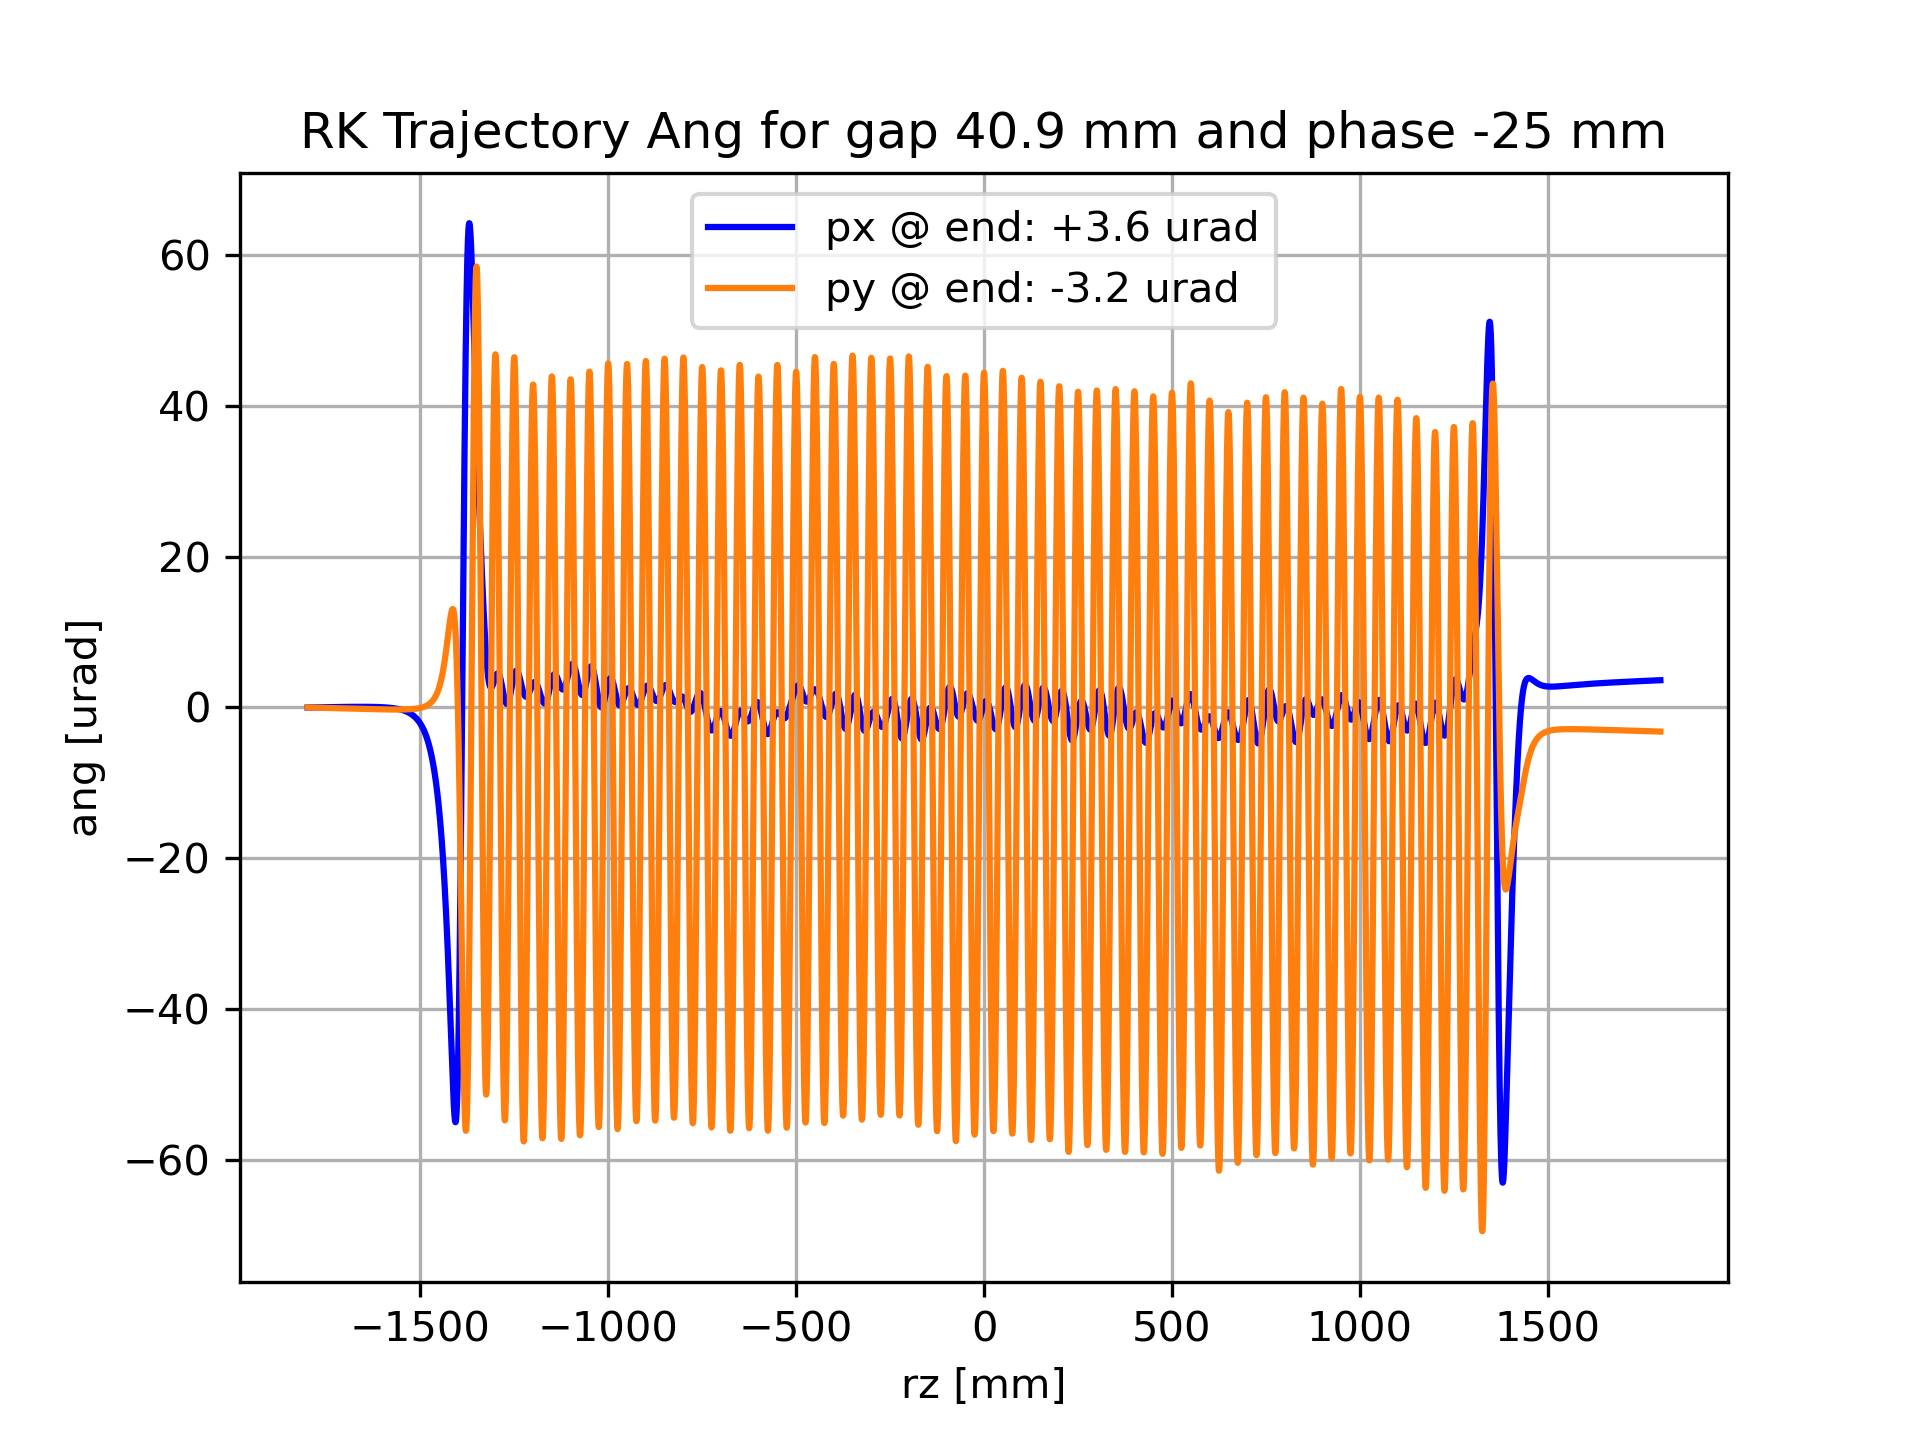 RK Trajectory Ang for gap 40.9 mm and phase -25 mm
px @ end: +3.6 urad
py @ end: -3.2 urad
60
40
20
0
−20
−40
−60
ang [urad]
−1500 −1000 −500 0 500 1000 1500
rz [mm]